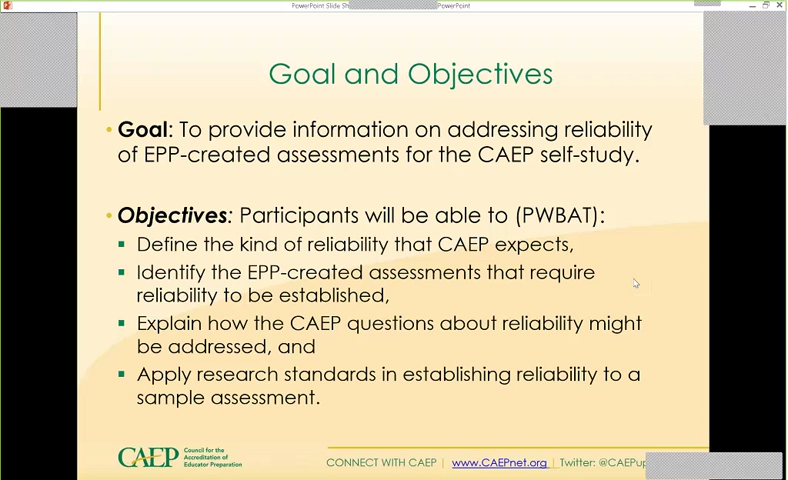 PowerPoint Slide Sh PowerPoint
Goal and Objectives
• Goal: To provide information on addressing reliability
of EPP-created assessments for the CAEP self-study.
• Objectives: Participants will be able to (PWBAT):
▪ Define the kind of reliability that CAEP expects,
▪ Identify the EPP-created assessments that require
reliability to be established,
▪ Explain how the CAEP questions about reliability might
be addressed, and
▪ Apply research standards in establishing reliability to a
sample assessment.
CAEP
Council for the
Accreditation of
Educator Preparation
CONNECT WITH CAEP | www.CAEPnet.org | Twitter: @CAEPup